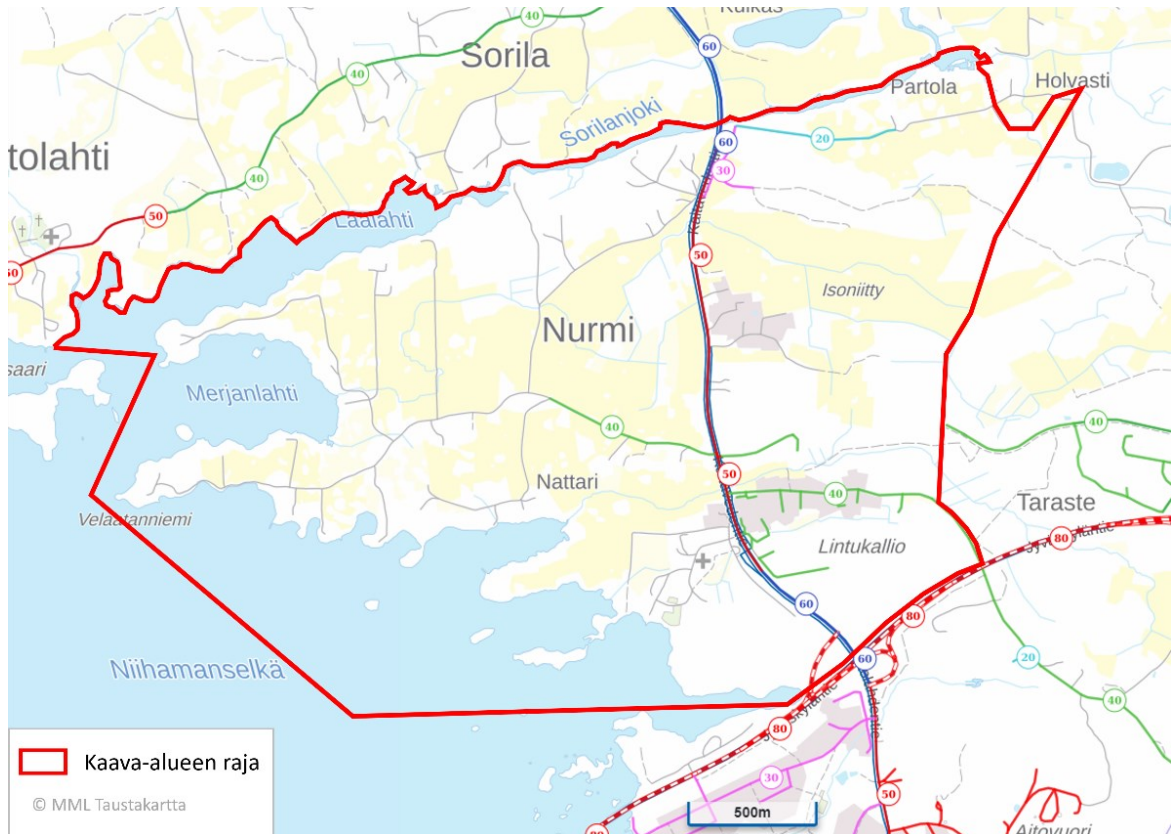 60
Sorila
40
Partola
Holvasti
Sorilanjoki
60
20
tolahti
40
30
50
Laalahti
50
Isoniitty
Nurmi
saari
Merjanlahti
40
40
50
Nattari
40
Taraste
Velaatanniemi
Lintukallio
80
60
80
60
20
Niihamanselkä
40
80
30
50
Kaava-alueen raja
© MML Taustakartta
500m
Aitovuori
80